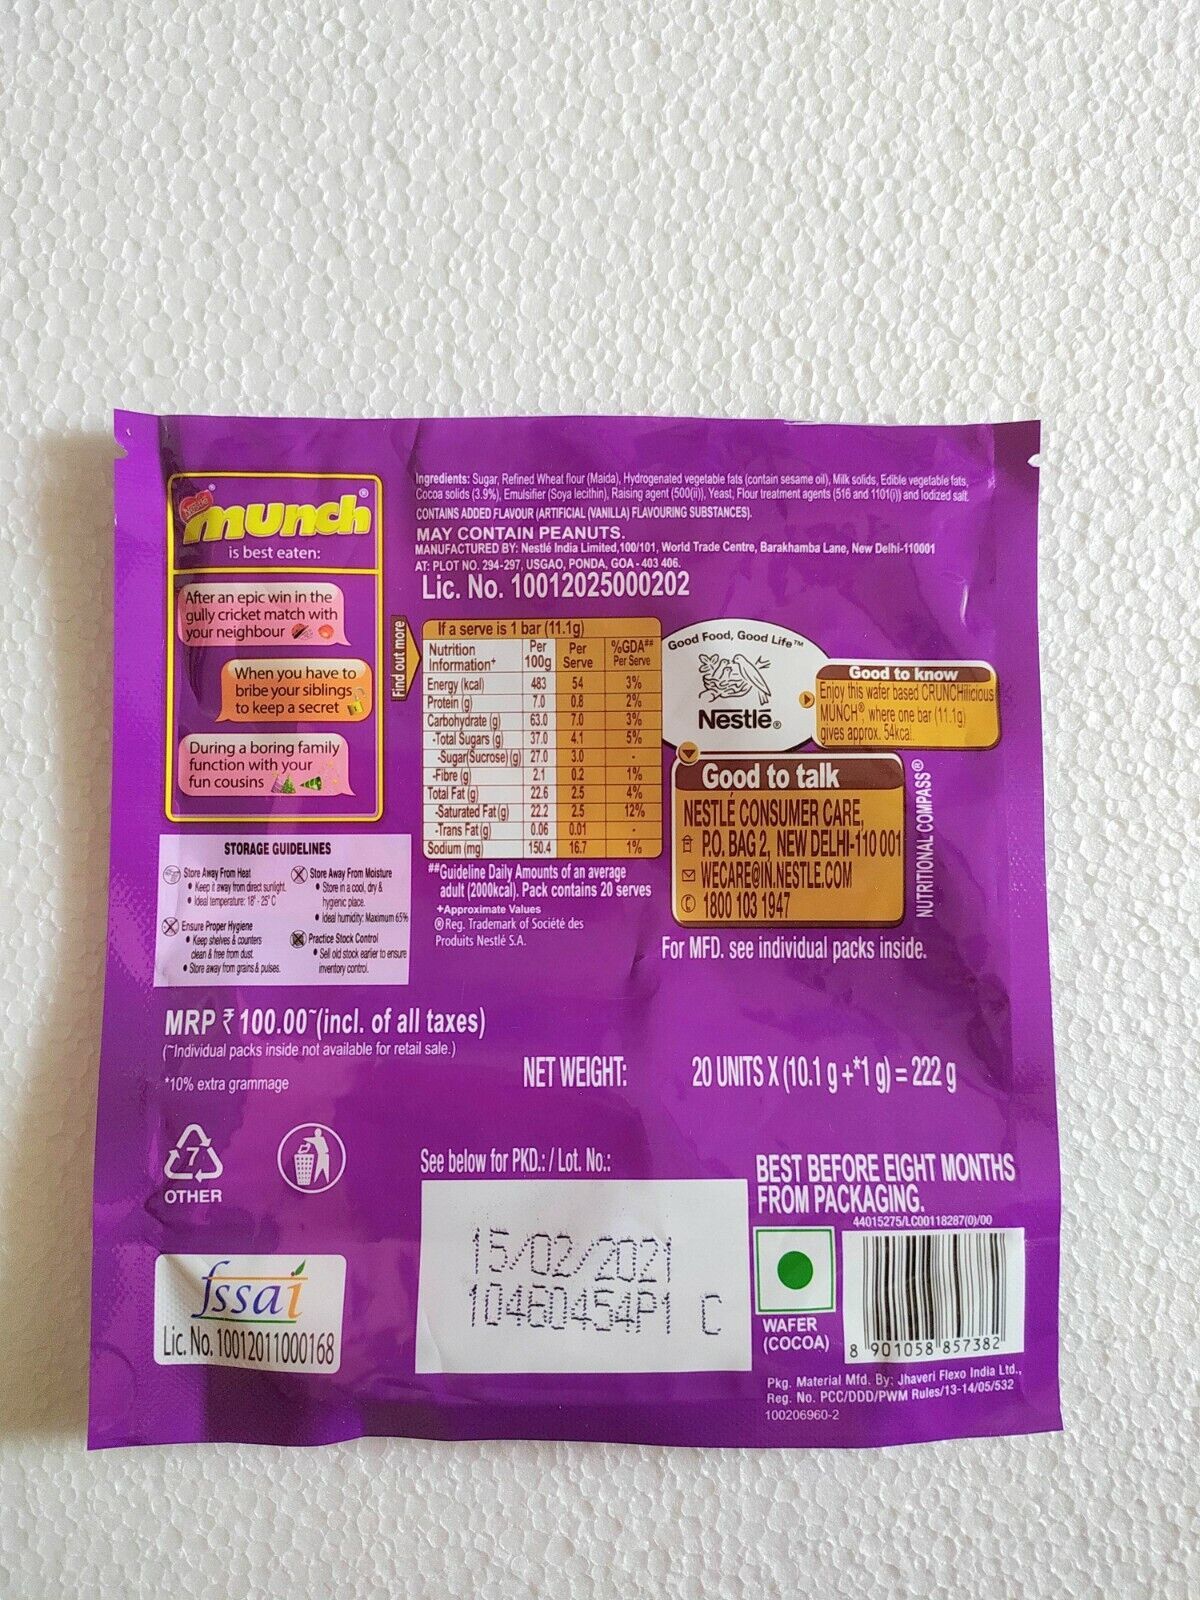 Nestlé
munch®
is best eaten:
After an epic win in the
gully cricket match with
your neighbour
When you have to
bribe your siblings
to keep a secret
During a boring family
function with your
fun cousins
Find out more
Ingredients: Sugar, Refined Wheat flour (Maida), Hydrogenated vegetable fats (contain sesame oil), Milk solids, Edible vegetable fats,
Cocoa solids (3.9%), Emulsifier (Soya lecithin), Raising agent (500(ii)), Yeast, Flour treatment agents (516 and 1101(i)) and Iodized salt.
CONTAINS ADDED FLAVOUR (ARTIFICIAL (VANILLA) FLAVOURING SUBSTANCES).
MAY CONTAIN PEANUTS.
MANUFACTURED BY: Nestlé India Limited,100/101, World Trade Centre, Barakhamba Lane, New Delhi-110001
AT: PLOT NO. 294-297, USGAO, PONDA, GOA - 403 406.
Lic. No. 10012025000202
If a serve is 1 bar (11.1g)
Nutrition Information+ Per 100g Per Serve %GDA## Per Serve
Energy (kcal) 483 54 3%
Protein (g) 7.0 0.8 2%
Carbohydrate (g) 63.0 7.0 3%
-Total Sugars (g) 37.0 4.1 5%
-Sugar(Sucrose) (g) 27.0 3.0 -
-Fibre (g) 2.1 0.2 1%
Total Fat (g) 22.6 2.5 4%
-Saturated Fat (g) 22.2 2.5 12%
-Trans Fat (g) 0.06 0.01 -
Sodium (mg) 150.4 16.7 1%
##Guideline Daily Amounts of an average
adult (2000kcal). Pack contains 20 serves
+Approximate Values
®Reg. Trademark of Société des
Produits Nestlé S.A.
Good Food, Good Life™
Nestlé®
Good to know
Enjoy this wafer based CRUNCHilicious
MUNCH®, where one bar (11.1g)
gives approx. 54kcal.
Good to talk
NESTLÉ CONSUMER CARE,
P.O. BAG 2, NEW DELHI-110 001
WECARE@IN.NESTLE.COM
1800 103 1947
NUTRITIONAL COMPASS®
For MFD. see individual packs inside.
STORAGE GUIDELINES
Store Away From Heat
• Keep it away from direct sunlight.
• Ideal temperature: 18° - 25° C
Store Away From Moisture
• Store in a cool, dry &
hygenic place.
• Ideal humidity: Maximum 65%
Ensure Proper Hygiene
• Keep shelves & counters
clean & free from dust.
• Store away from grains & pulses.
Practice Stock Control
• Sell old stock earlier to ensure
inventory control.
MRP ₹ 100.00~(incl. of all taxes)
(~Individual packs inside not available for retail sale.)
*10% extra grammage
NET WEIGHT: 20 UNITS X (10.1 g +*1 g) = 222 g
7
OTHER
See below for PKD.: / Lot. No.:
15/02/2021
10460454P1 C
BEST BEFORE EIGHT MONTHS
FROM PACKAGING.
44015275/LC00118287(0)/00
fssai
Lic. No. 10012011000168
WAFER
(COCOA)
8 901058 857382
Pkg. Material Mfd. By: Jhaveri Flexo India Ltd.,
Reg. No. PCC/DDD/PWM Rules/13-14/05/532
100206960-2